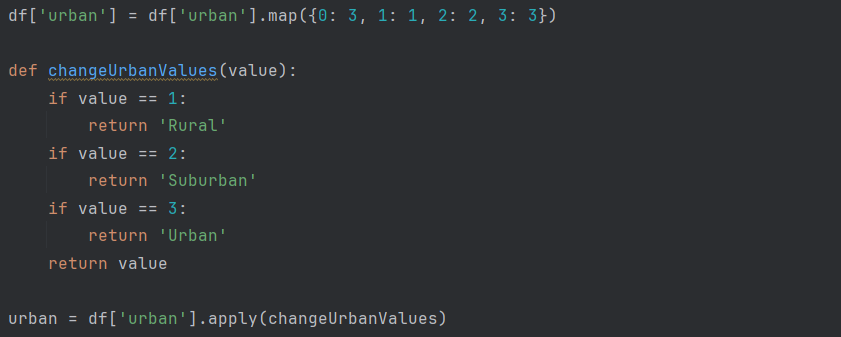 df['urban'] = df['urban'].map({0: 3, 1: 1, 2: 2, 3: 3})
def changeUrbanValues(value):
    if value == 1:
        return 'Rural'
    if value == 2:
        return 'Suburban'
    if value == 3:
        return 'Urban'
    return value
urban = df['urban'].apply(changeUrbanValues)